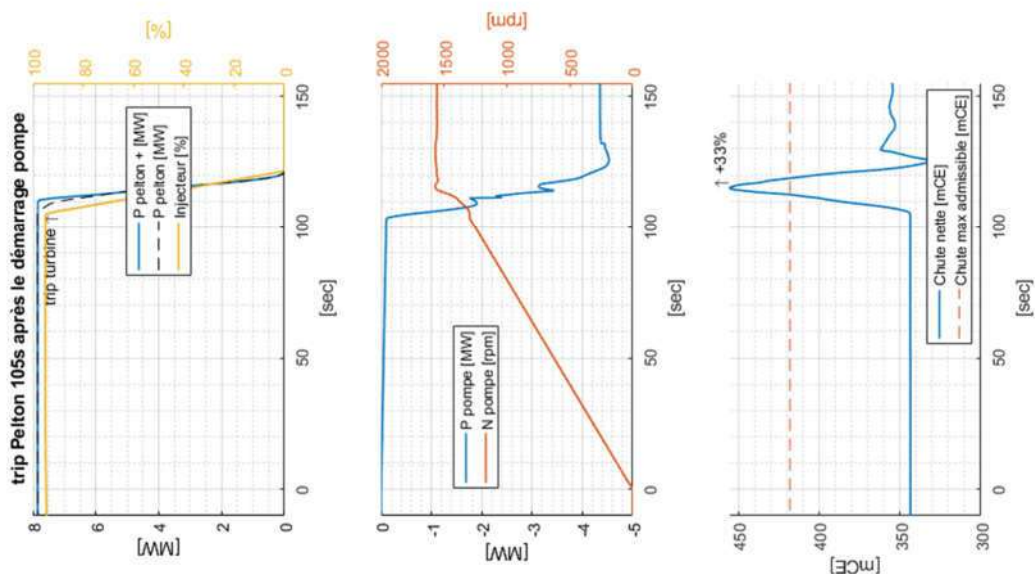 trip Pelton 105s après le démarrage pompe
[MW]
8
6
4
2
0
[%]
100
80
60
40
20
0
trip turbine ↑
P pelton + [MW]
P pelton [MW]
Injecteur [%]
0
50
100
150
[sec]
[MW]
0
-1
-2
-3
-4
-5
[rpm]
2000
1500
1000
500
0
P pompe [MW]
N pompe [rpm]
0
50
100
150
[sec]
[mCE]
450
400
350
300
↑ +33%
Chute nette [mCE]
Chute max admissible [mCE]
0
50
100
150
[sec]